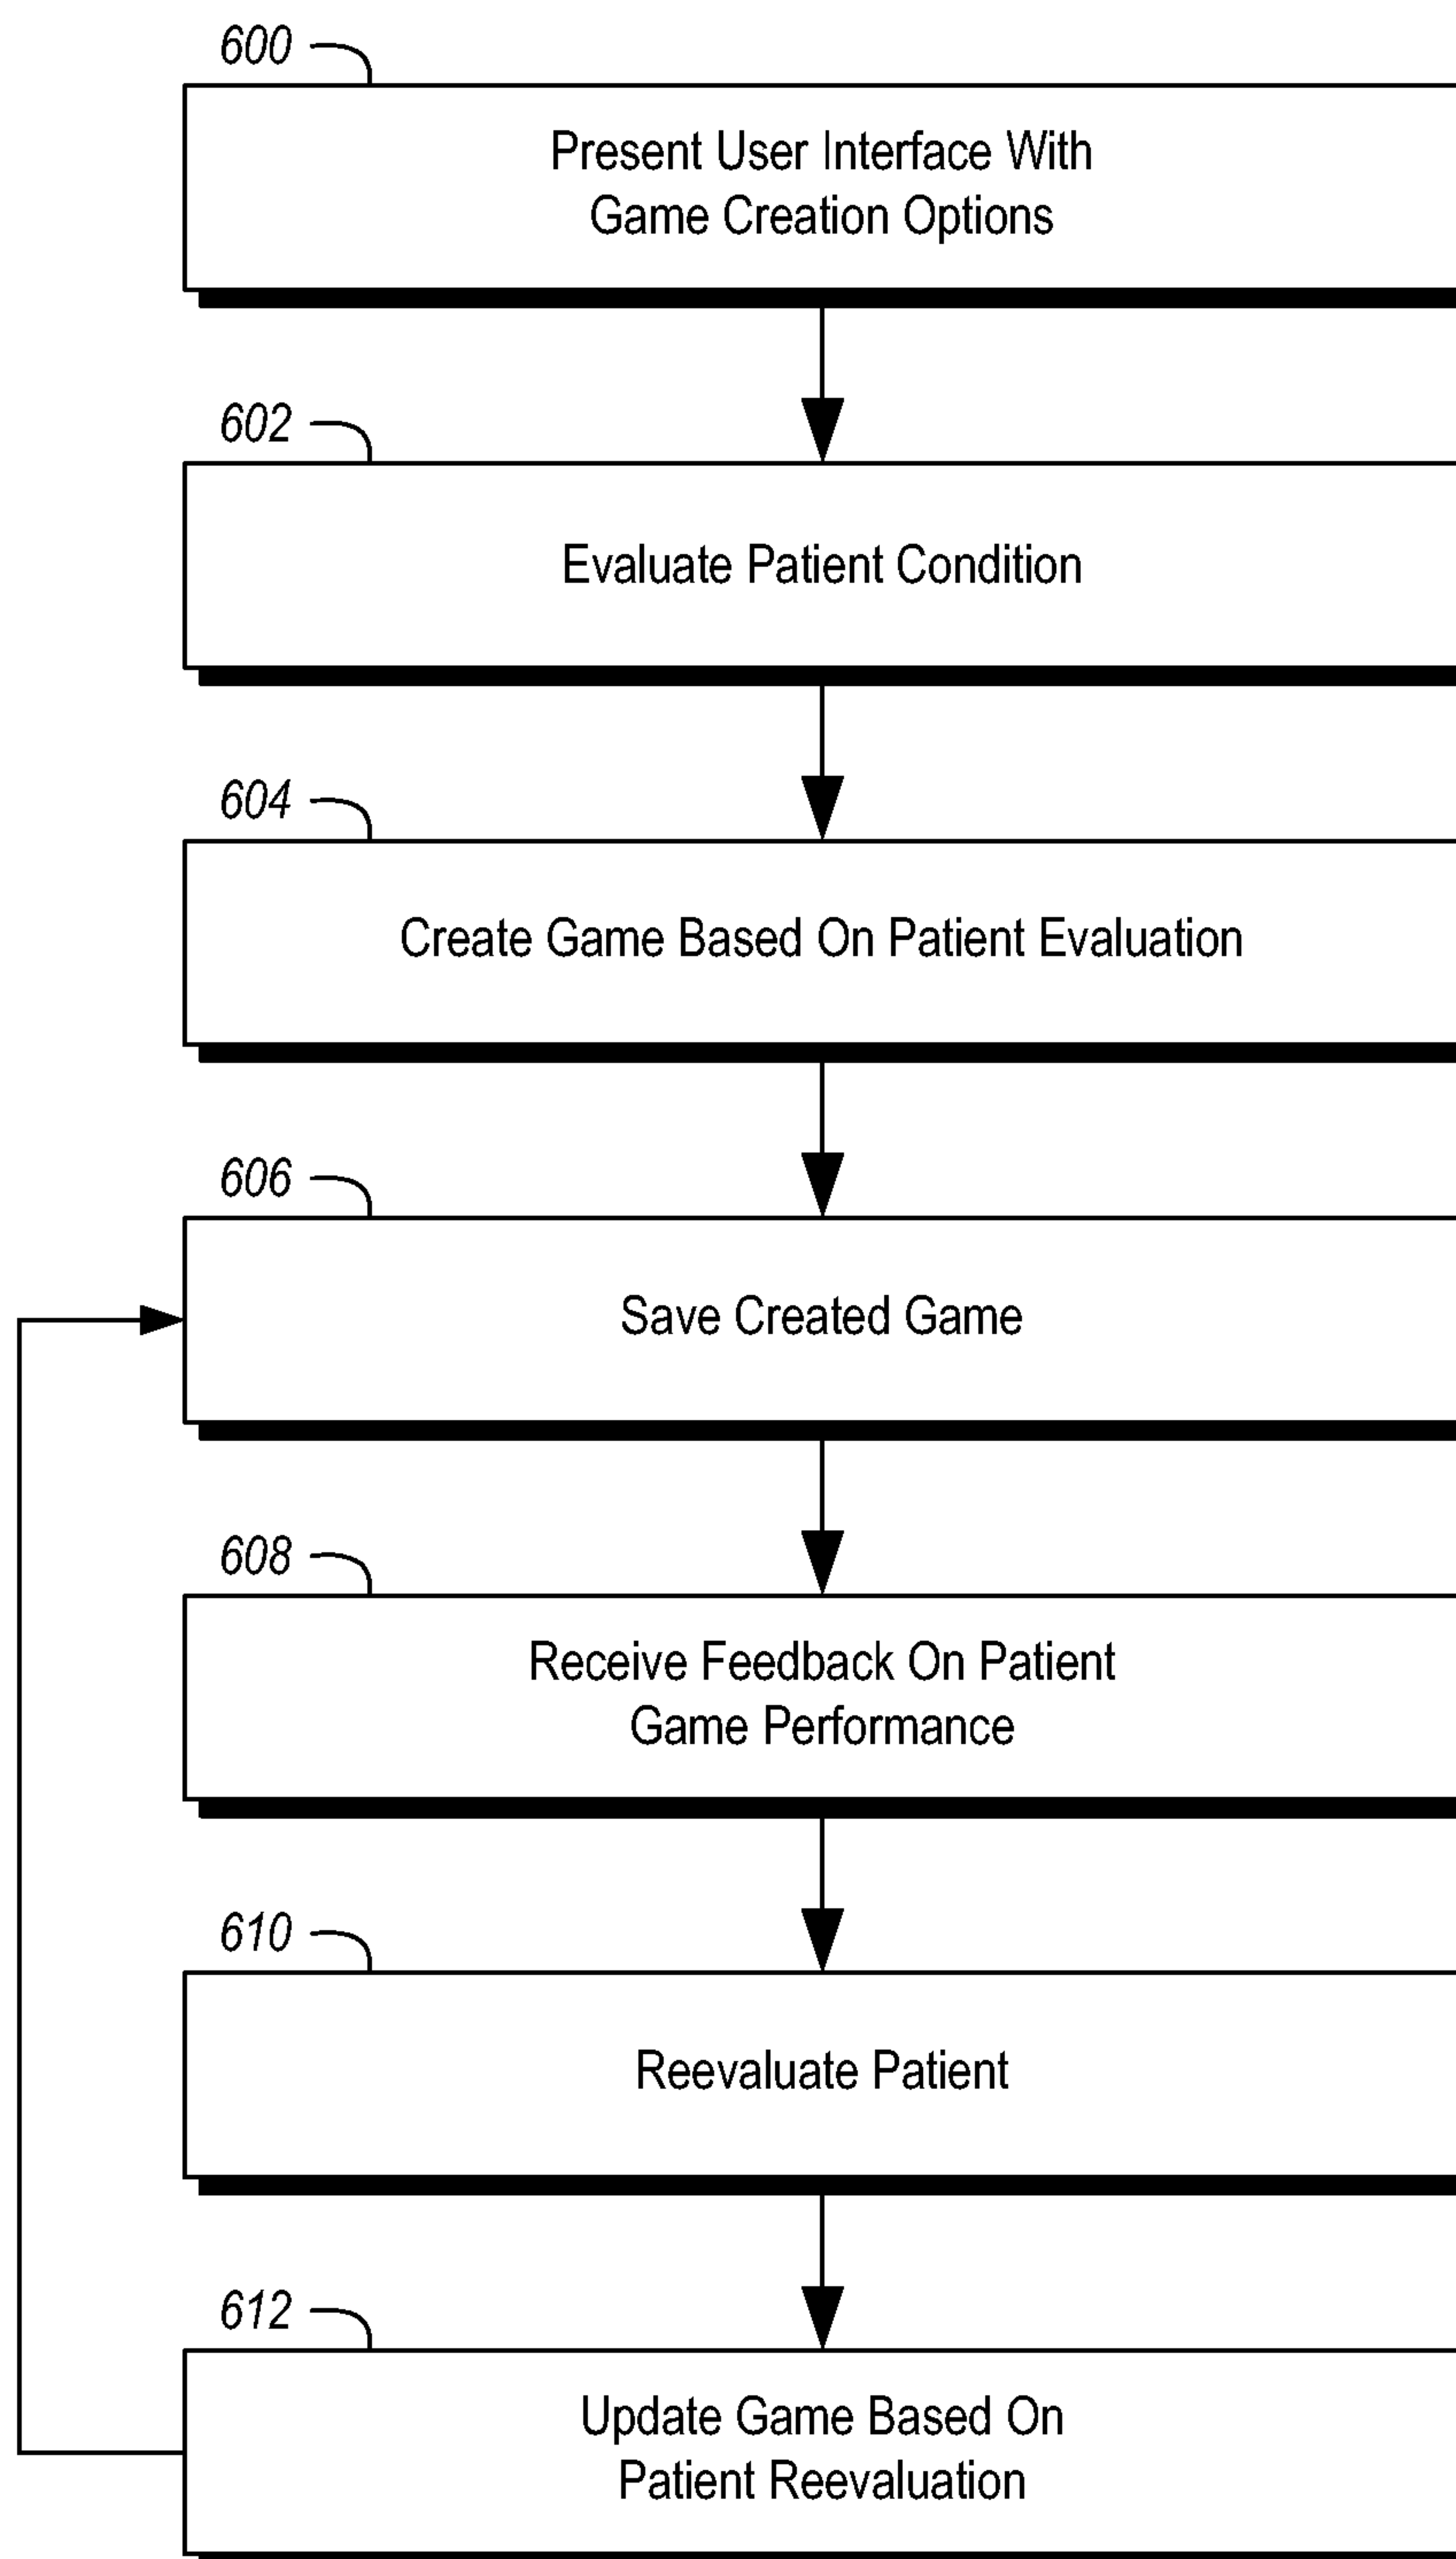 600
Present User Interface With
Game Creation Options
602
Evaluate Patient Condition
604
Create Game Based On Patient Evaluation
606
Save Created Game
608
Receive Feedback On Patient
Game Performance
610
Reevaluate Patient
612
Update Game Based On
Patient Reevaluation